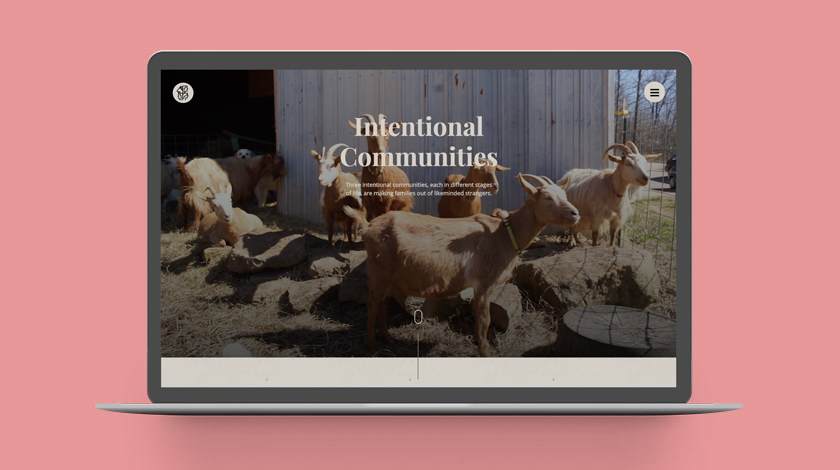 Intentional
Communities
Three intentional communities, each in different stages
of life, are making families out of likeminded strangers.